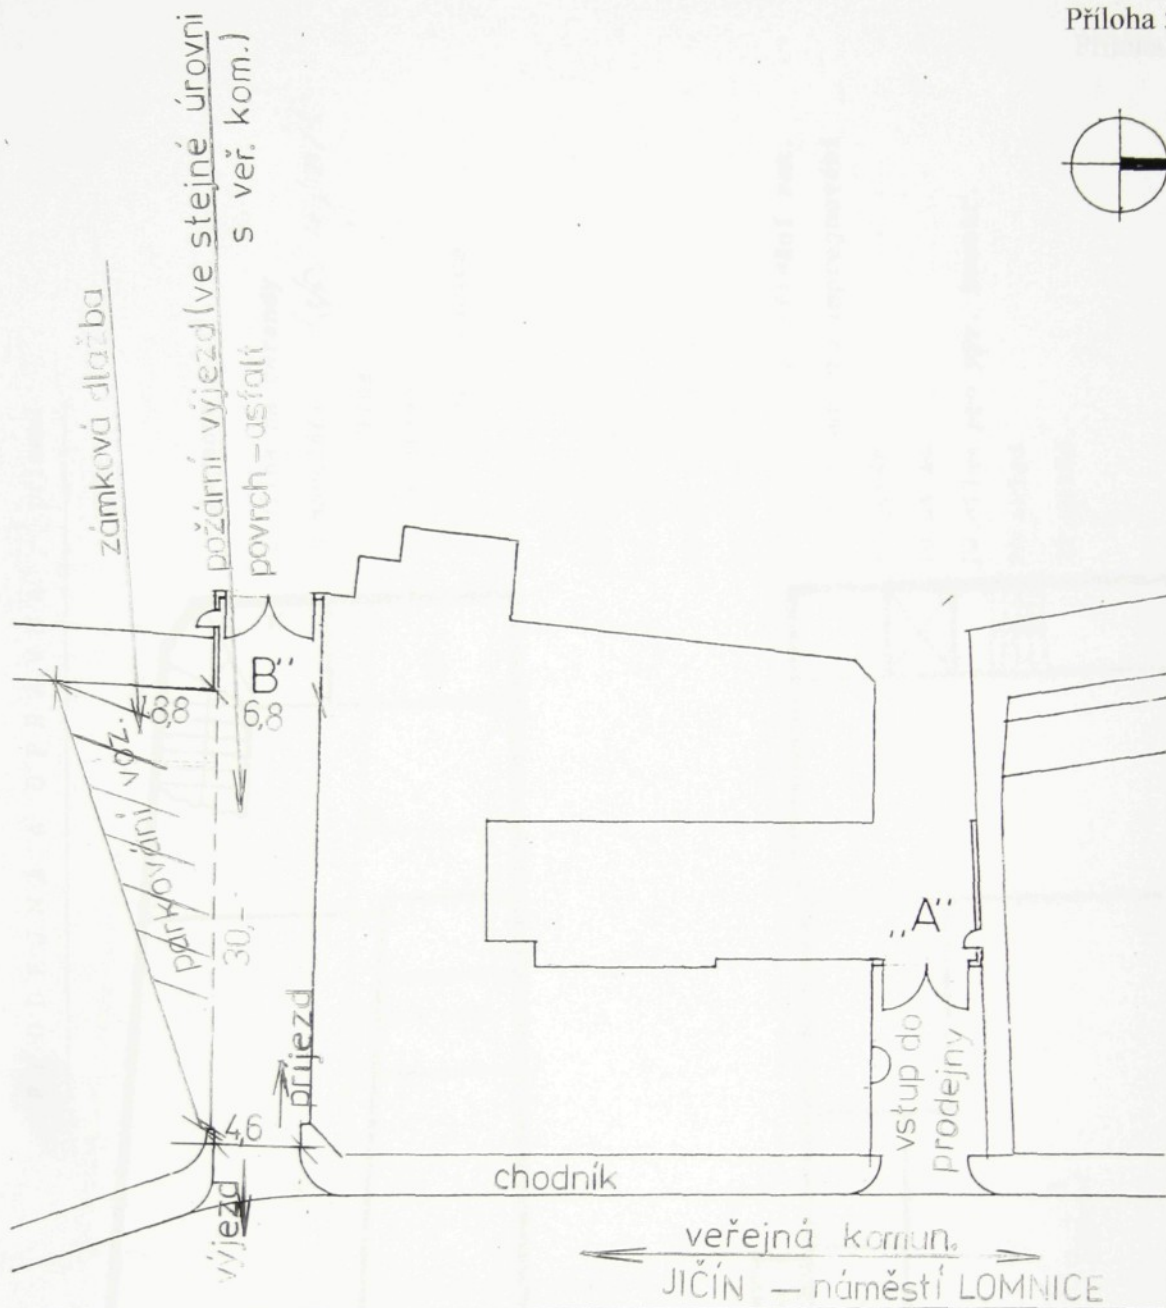 Příloha
zámková dlažba
požární výjezd (ve stejné úrovni
s veř. kom.)
povrch-asfalt
„B"
8,8
6,8
parkování voz.
30,-
příjezd
4,6
výjezd
„A"
vstup do
prodejny
chodník
veřejná komun.
JIČÍN — náměstí LOMNICE